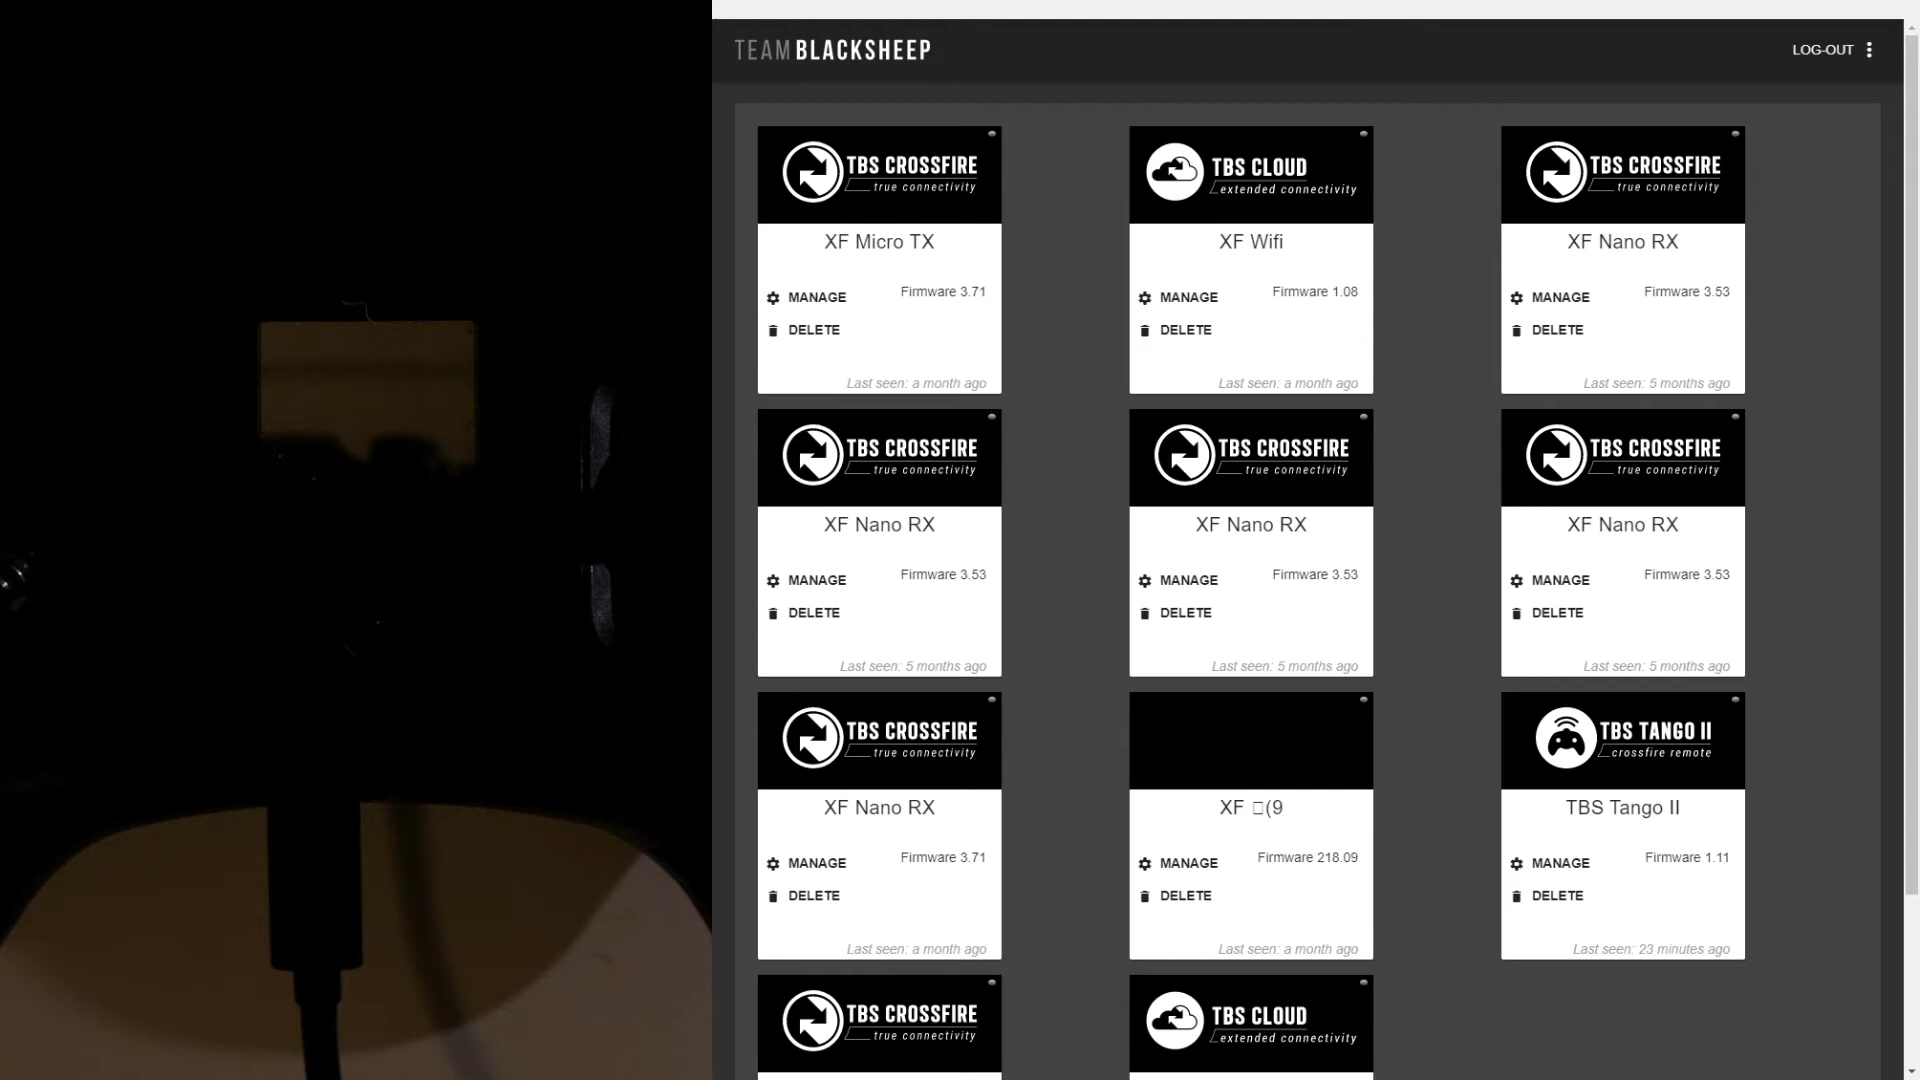 TEAM BLACKSHEEP
LOG-OUT
TBS CROSSFIRE
true connectivity
XF Micro TX
MANAGE
Firmware 3.71
DELETE
Last seen: a month ago
TBS CLOUD
extended connectivity
XF Wifi
MANAGE
Firmware 1.08
DELETE
Last seen: a month ago
TBS CROSSFIRE
true connectivity
XF Nano RX
MANAGE
Firmware 3.53
DELETE
Last seen: 5 months ago
TBS CROSSFIRE
true connectivity
XF Nano RX
MANAGE
Firmware 3.53
DELETE
Last seen: 5 months ago
TBS CROSSFIRE
true connectivity
XF Nano RX
MANAGE
Firmware 3.53
DELETE
Last seen: 5 months ago
TBS CROSSFIRE
true connectivity
XF Nano RX
MANAGE
Firmware 3.53
DELETE
Last seen: 5 months ago
TBS CROSSFIRE
true connectivity
XF Nano RX
MANAGE
Firmware 3.71
DELETE
Last seen: a month ago
XF □(9
MANAGE
Firmware 218.09
DELETE
Last seen: a month ago
TBS TANGO II
crossfire remote
TBS Tango II
MANAGE
Firmware 1.11
DELETE
Last seen: 23 minutes ago
TBS CROSSFIRE
true connectivity
TBS CLOUD
extended connectivity